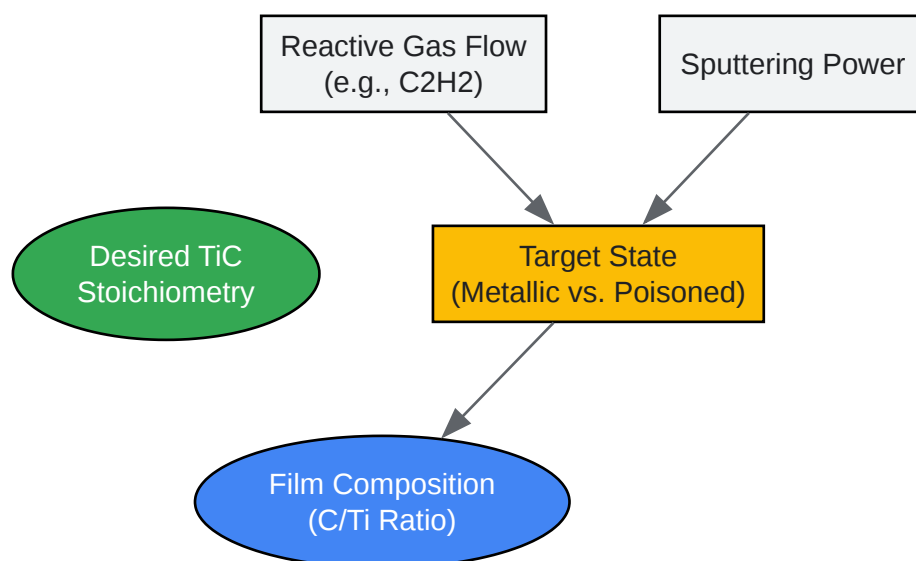 Reactive Gas Flow
(e.g., C2H2)
Sputtering Power
Desired TiC
Stoichiometry
Target State
(Metallic vs. Poisoned)
Film Composition
(C/Ti Ratio)